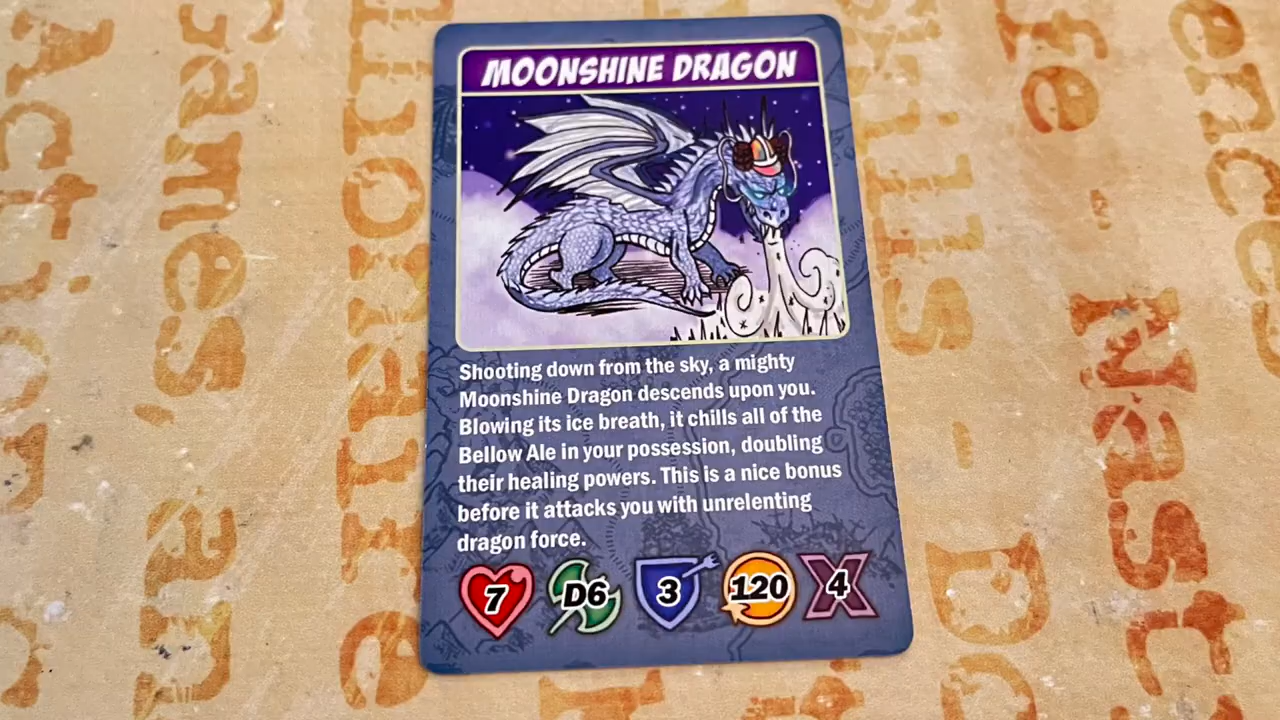 MOONSHINE DRAGON
Shooting down from the sky, a mighty
Moonshine Dragon descends upon you.
Blowing its ice breath, it chills all of the
Bellow Ale in your possession, doubling
their healing powers. This is a nice bonus
before it attacks you with unrelenting
dragon force.
7 D6 3 120 4